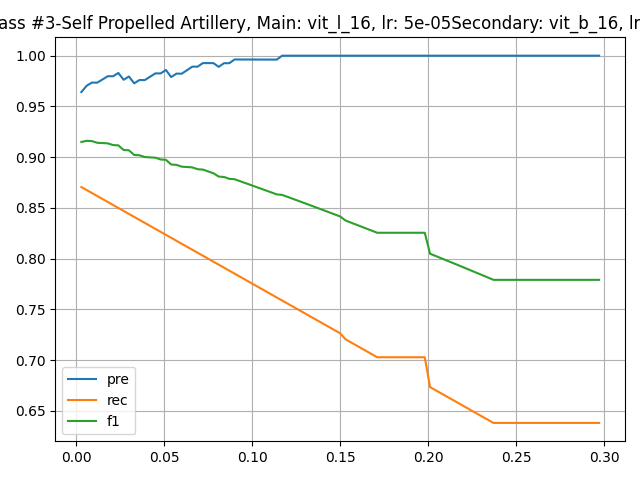 ass #3-Self Propelled Artillery, Main: vit_l_16, lr: 5e-05Secondary: vit_b_16, lr
1.00
0.95
0.90
0.85
0.80
0.75
0.70
0.65
pre
rec
f1
0.00 0.05 0.10 0.15 0.20 0.25 0.30